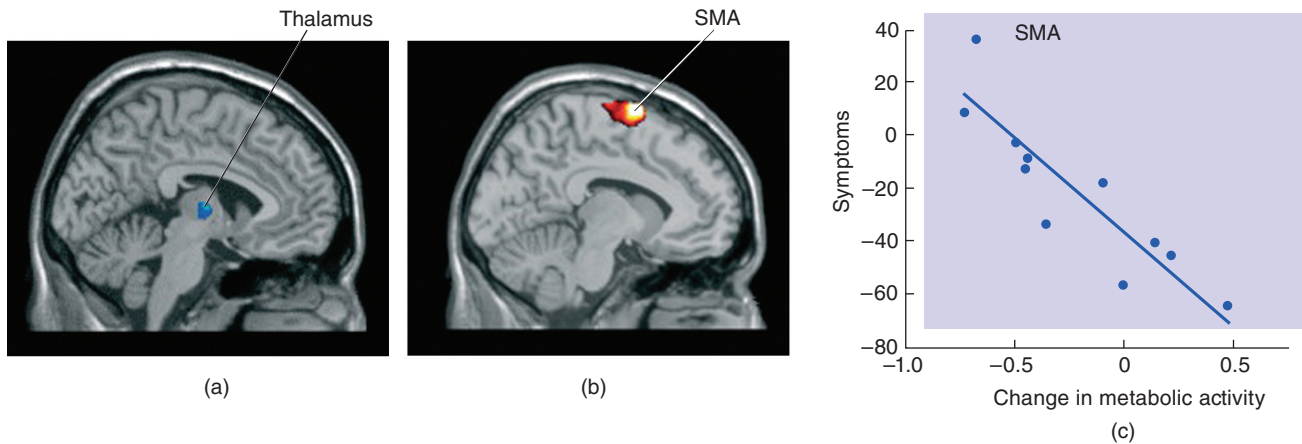 Thalamus
(a)
SMA
(b)
SMA
Symptoms
40
20
0
−20
−40
−60
−80
−1.0
−0.5
0
0.5
Change in metabolic activity
(c)